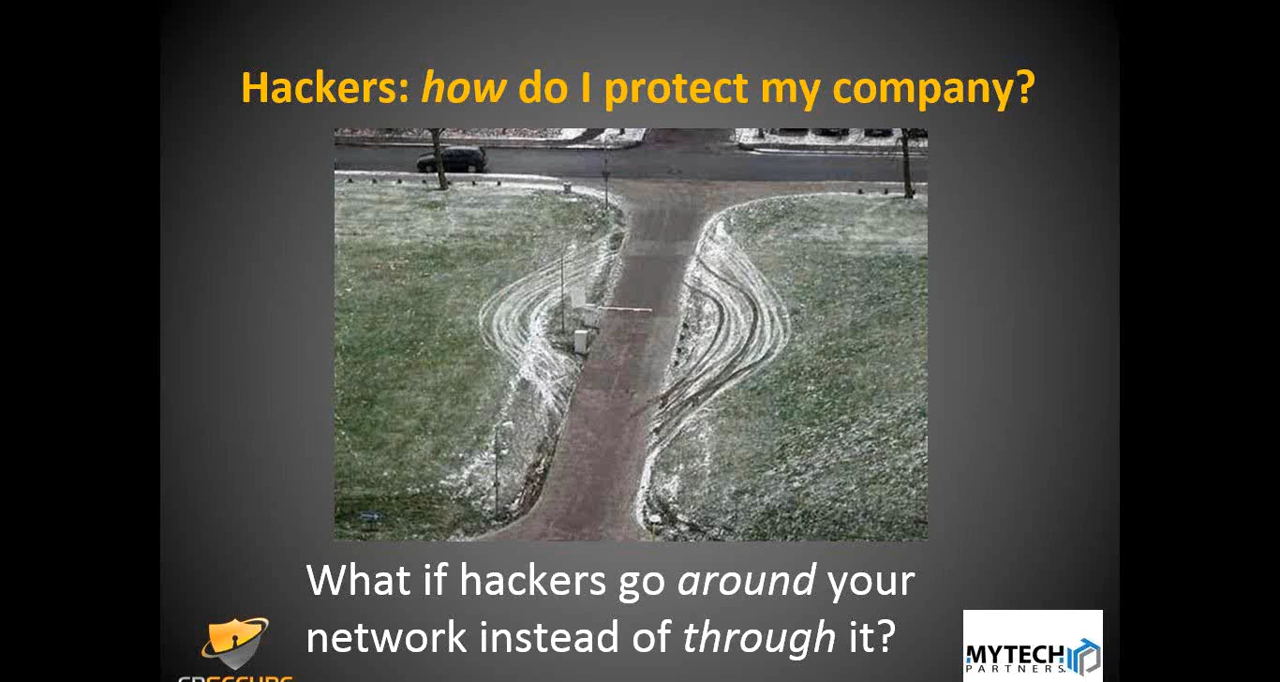 Hackers: how do I protect my company?
What if hackers go around your
network instead of through it?
MYTECH
PARTNERS